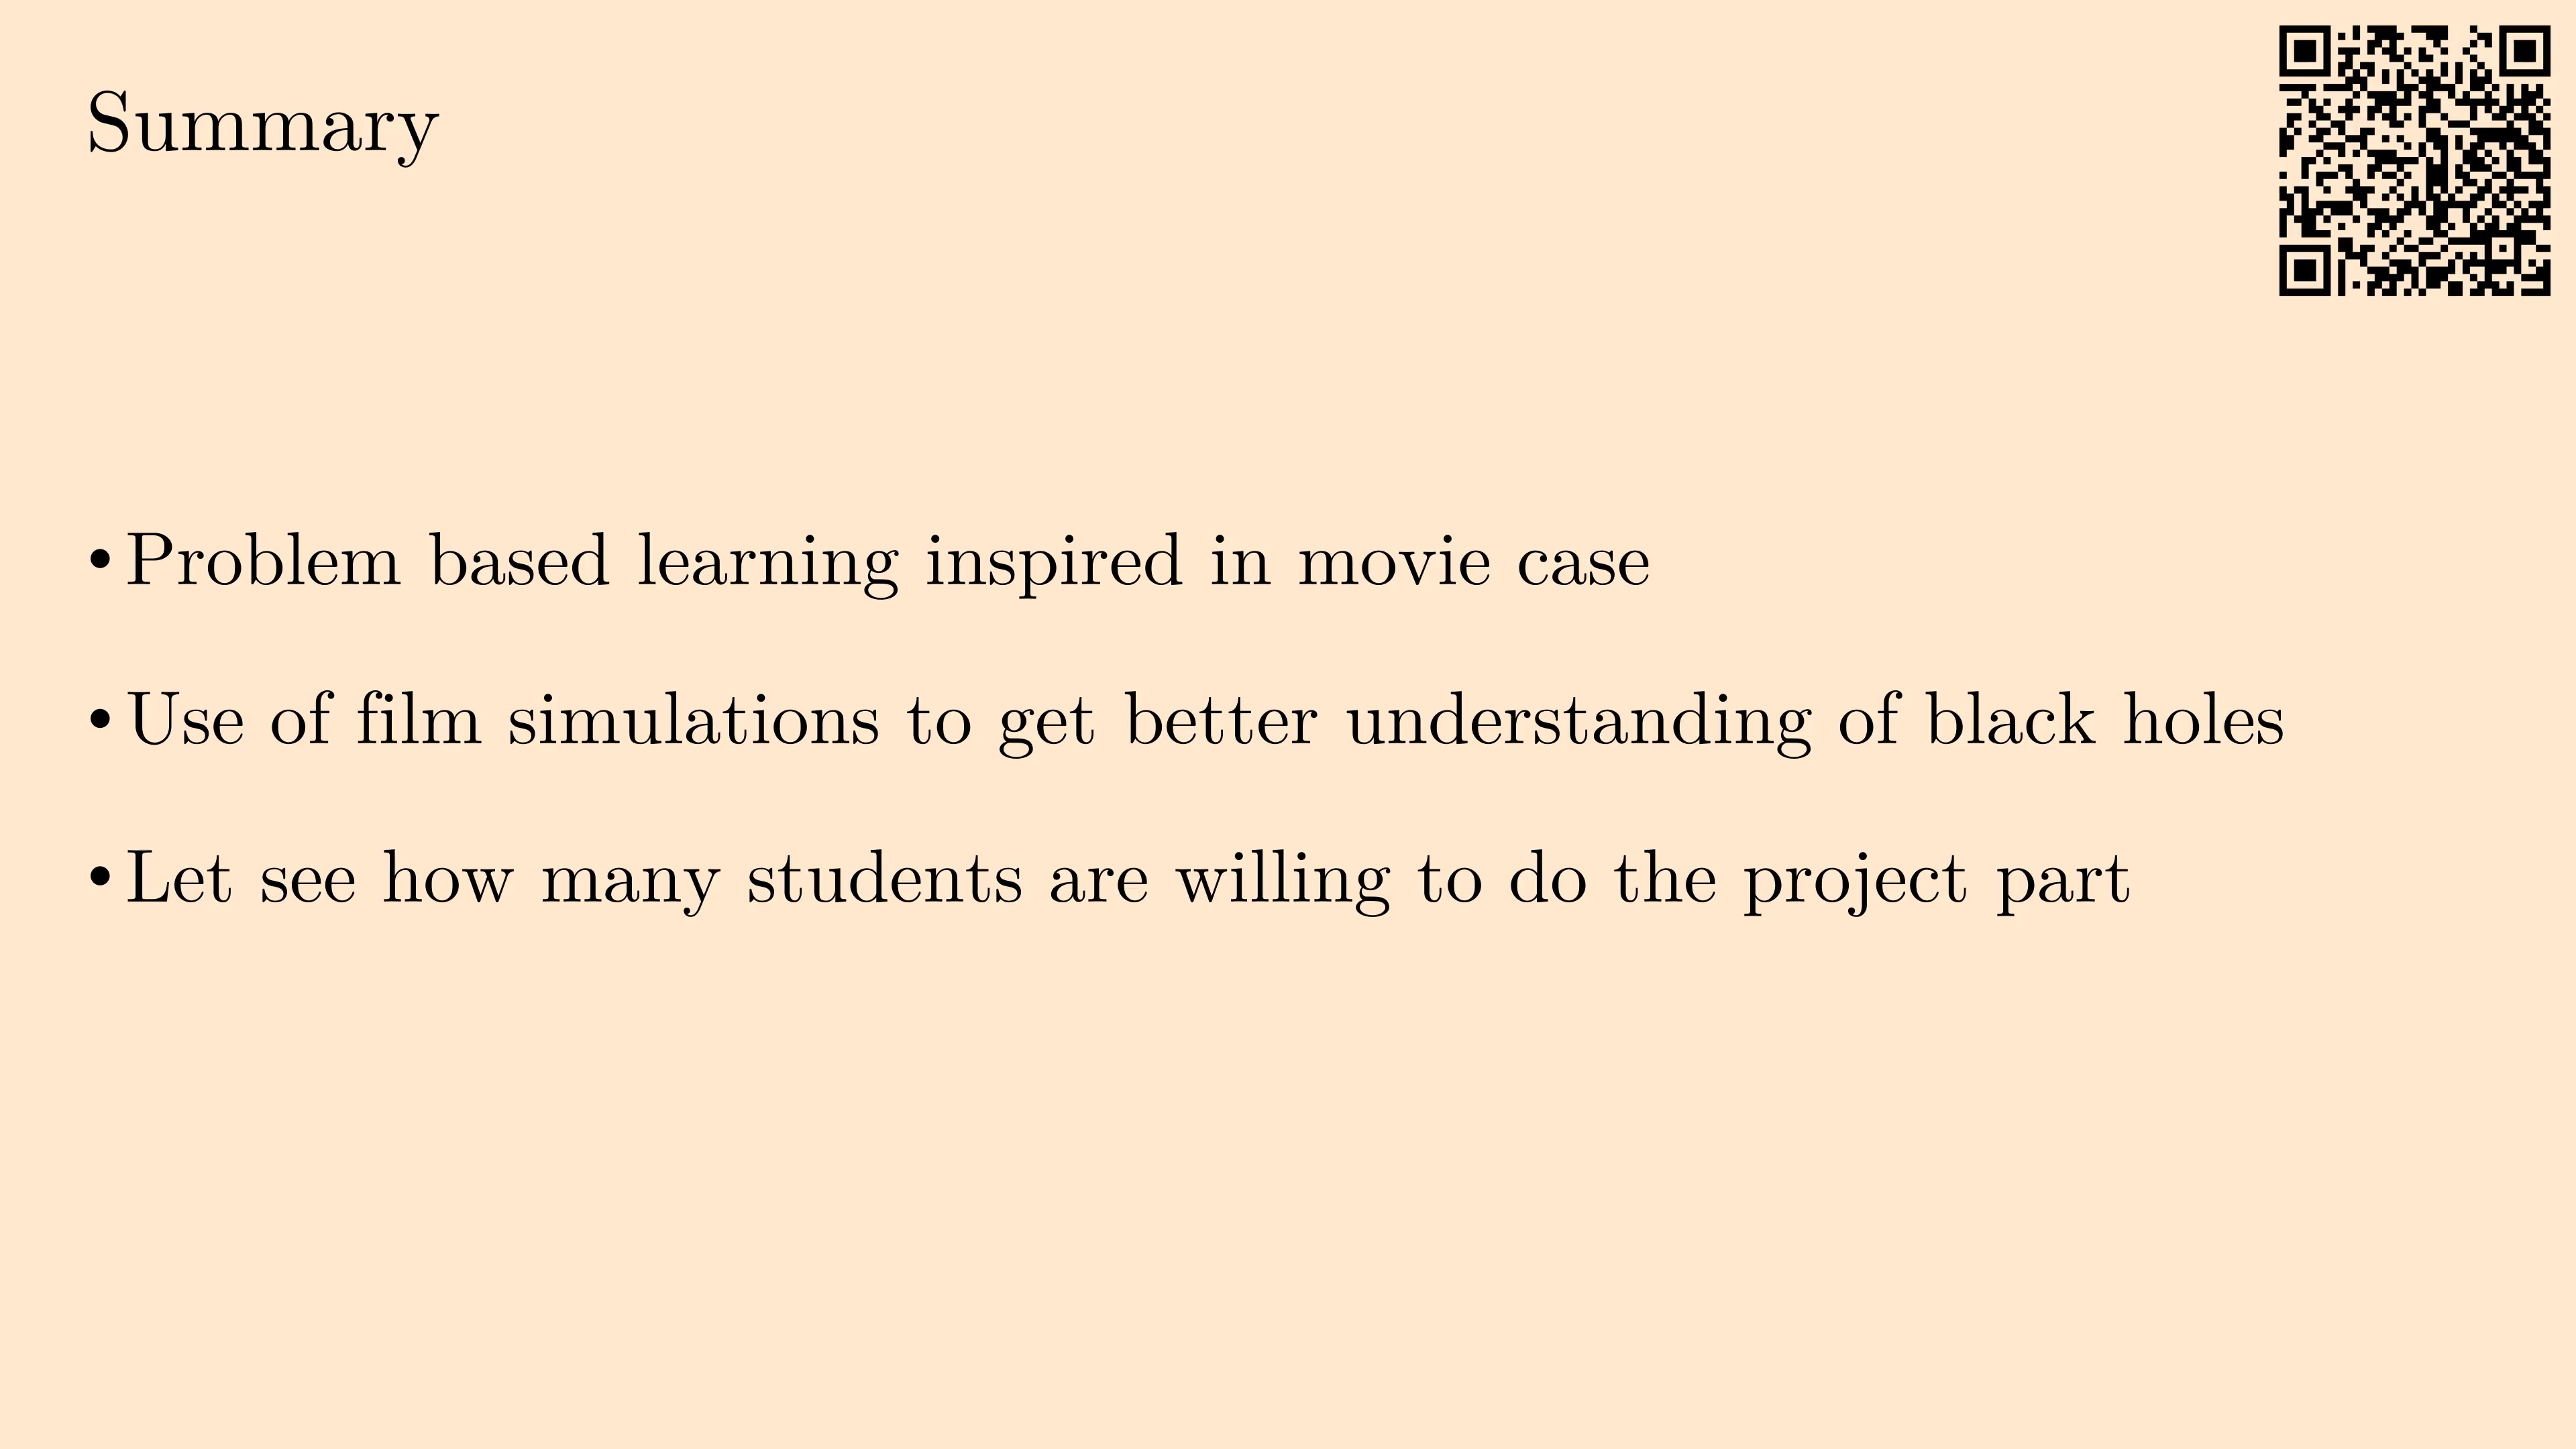 Summary
• Problem based learning inspired in movie case
• Use of film simulations to get better understanding of black holes
• Let see how many students are willing to do the project part